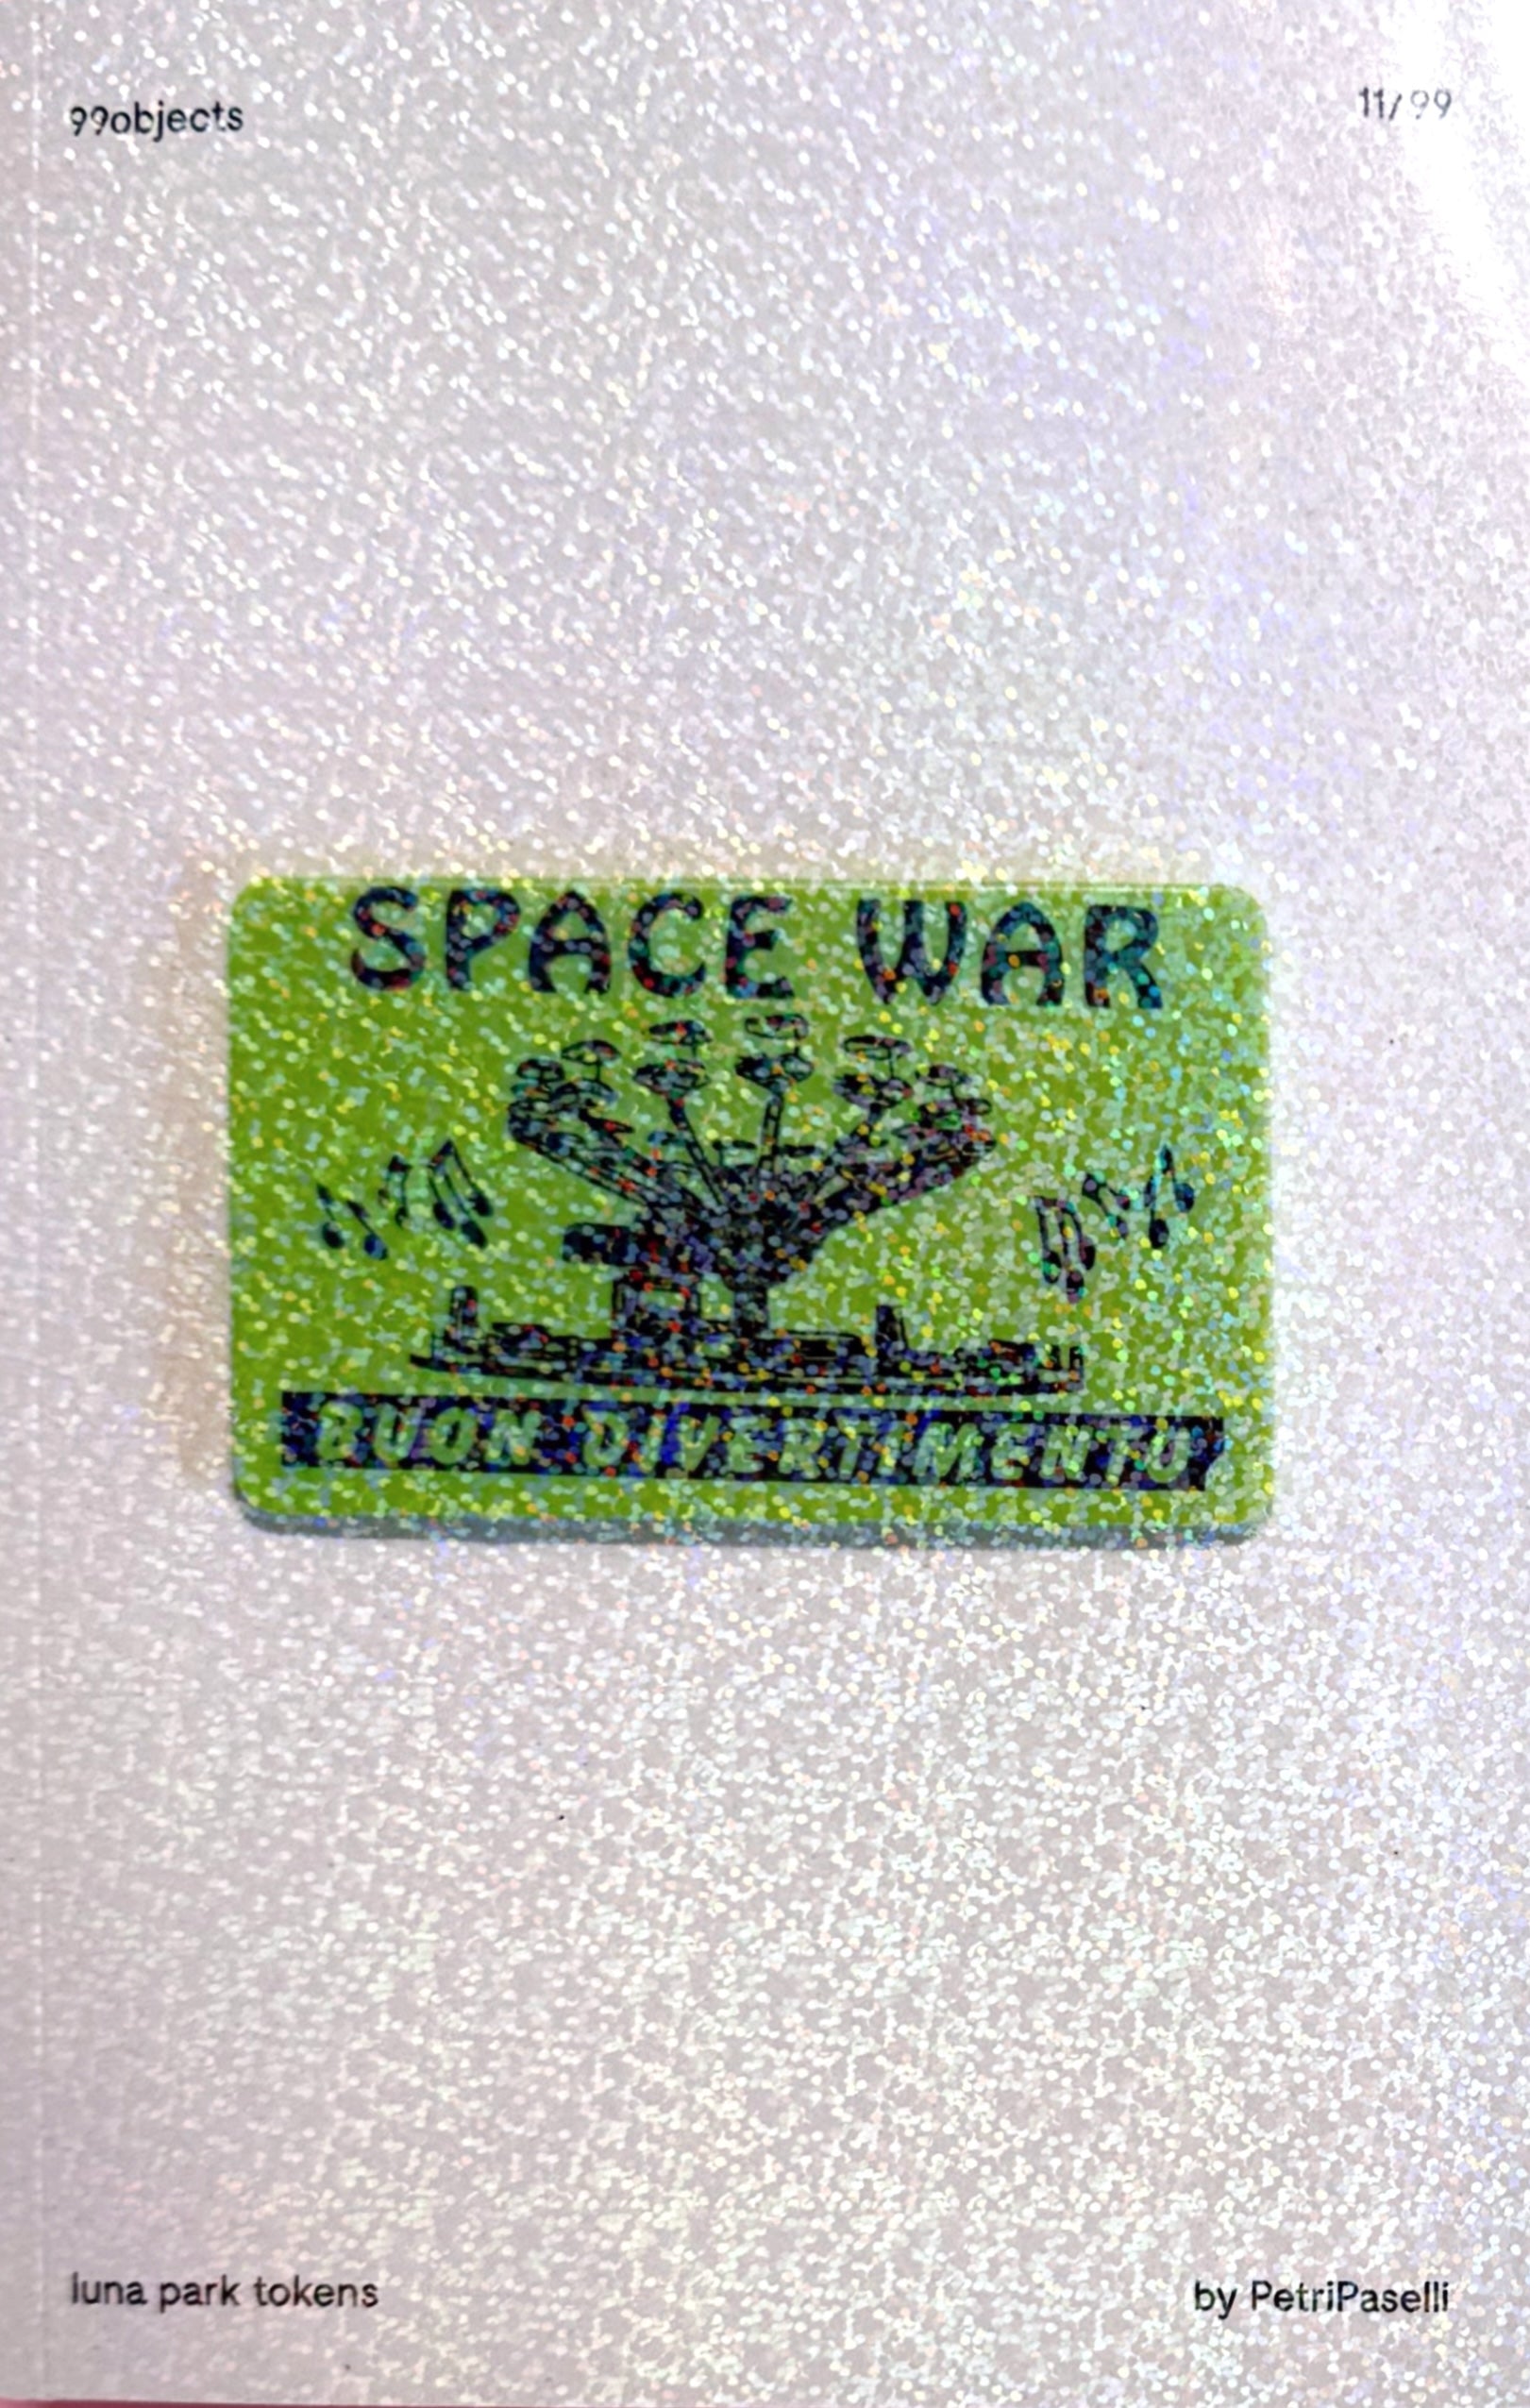 99objects
11/99
SPACE WAR
BUON DIVERTIMENTO
luna park tokens
by PetriPaselli